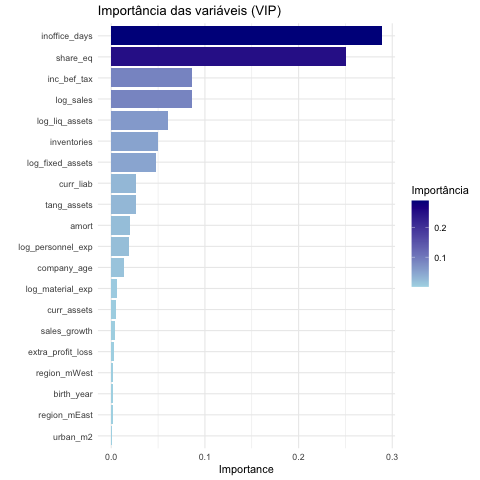 Importância das variáveis (VIP)
inoffice_days
share_eq
inc_bef_tax
log_sales
log_liq_assets
inventories
log_fixed_assets
curr_liab
tang_assets
amort
log_personnel_exp
company_age
log_material_exp
curr_assets
sales_growth
extra_profit_loss
region_mWest
birth_year
region_mEast
urban_m2
0.0
0.1
0.2
0.3
Importance
Importância
0.2
0.1